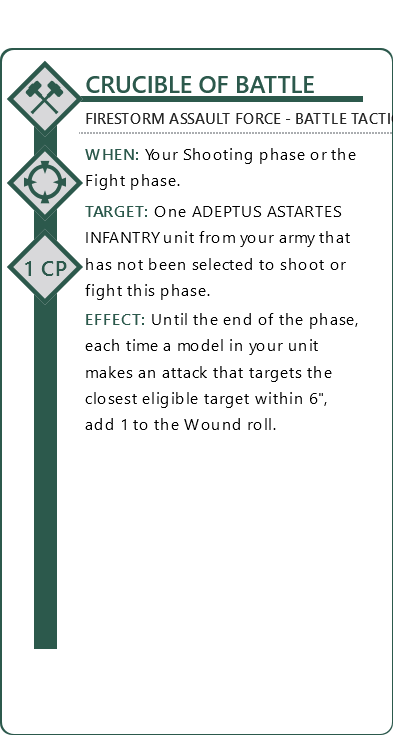 CRUCIBLE OF BATTLE
FIRESTORM ASSAULT FORCE - BATTLE TACTI
WHEN: Your Shooting phase or the
Fight phase.
TARGET: One ADEPTUS ASTARTES
INFANTRY unit from your army that
has not been selected to shoot or
fight this phase.
1 CP
EFFECT: Until the end of the phase,
each time a model in your unit
makes an attack that targets the
closest eligible target within 6",
add 1 to the Wound roll.